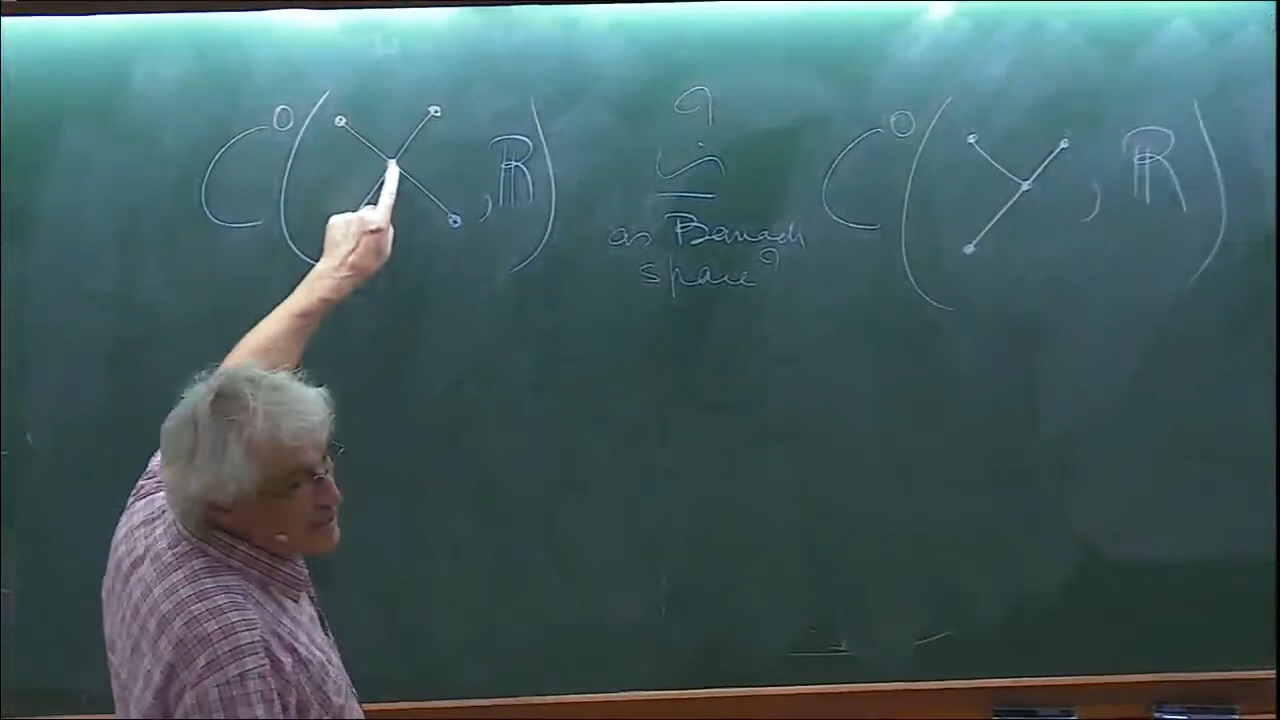 C⁰( , ℝ) ≃ C⁰( , ℝ)
?
as Banach
space?